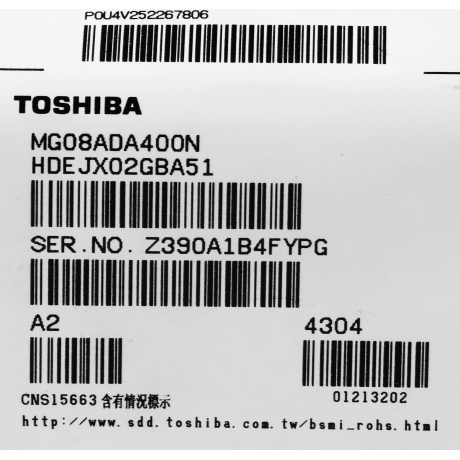 P0U4V252267806
TOSHIBA
MG08ADA400N
HDEJX02GBA51
SER.NO. Z390A1B4FYPG
A2 4304
01213202
CNS15663 含有情況標示
http://www.sdd.toshiba.com.tw/bsmi_rohs.html